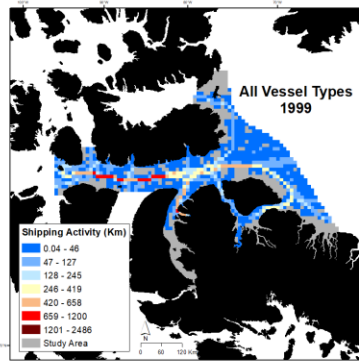 All Vessel Types
1999
Shipping Activity (Km)
0.04 - 46
47 - 127
128 - 245
246 - 419
420 - 658
659 - 1200
1201 - 2486
Study Area
N
0
60
120 Km